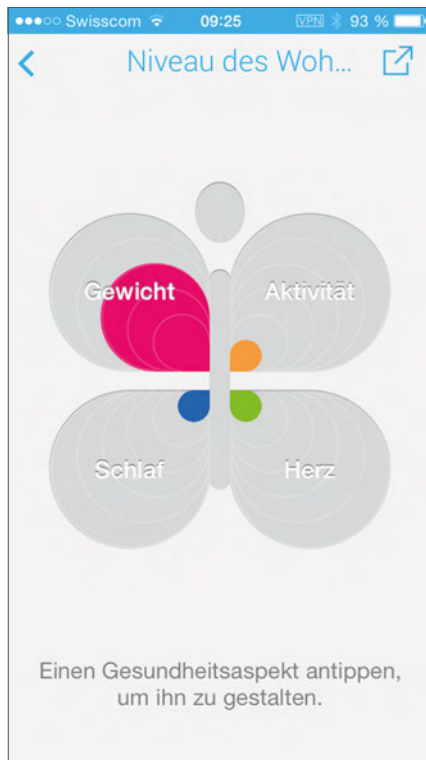 Swisscom 09:25 VPN 93 %
Niveau des Woh...
Gewicht Aktivität
Schlaf Herz
Einen Gesundheitsaspekt antippen,
um ihn zu gestalten.